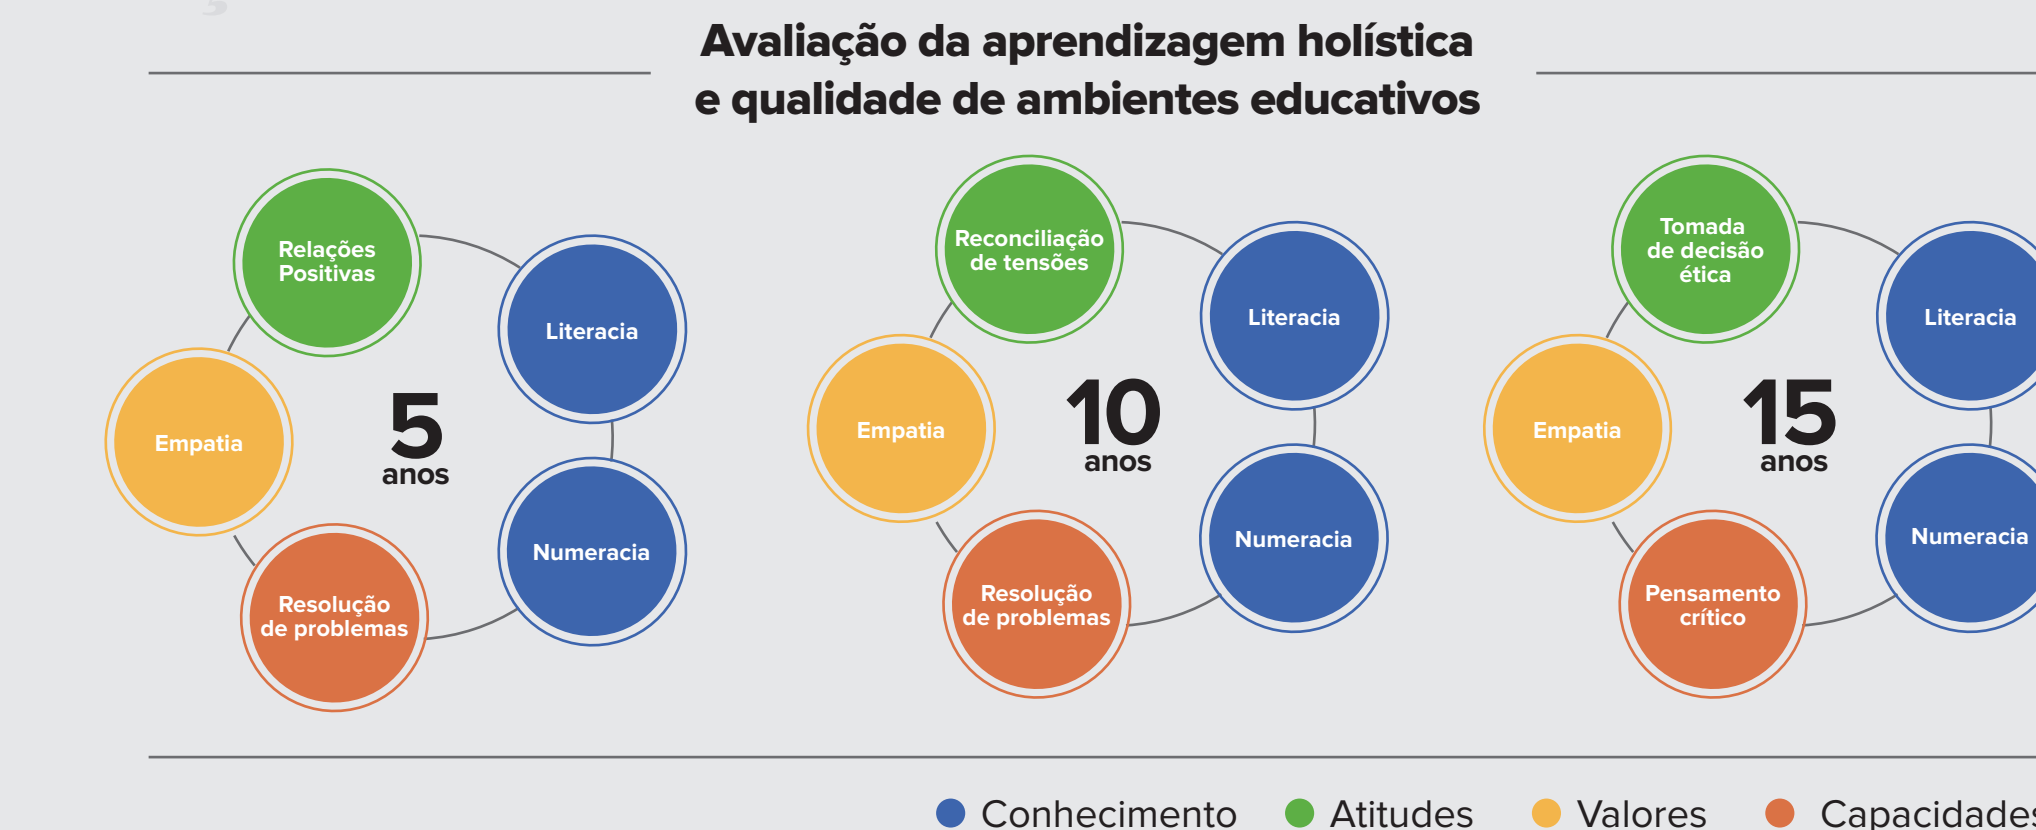 Avaliação da aprendizagem holística
e qualidade de ambientes educativos
Relações
Positivas
Literacia
Empatia
5
anos
Numeracia
Resolução
de problemas
Reconciliação
de tensões
Literacia
Empatia
10
anos
Numeracia
Resolução
de problemas
Tomada
de decisão
ética
Literacia
Empatia
15
anos
Numeracia
Pensamento
crítico
Conhecimento
Atitudes
Valores
Capacidades